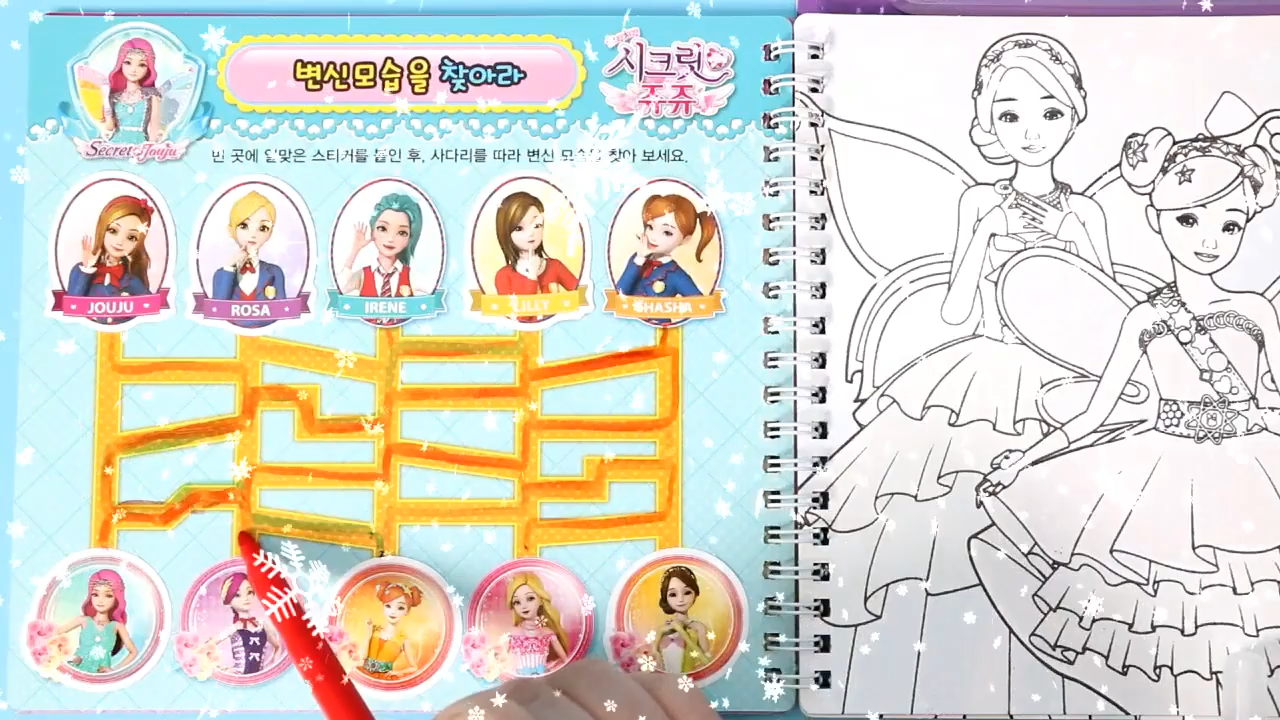 변신모습을 찾아라
시크릿
쥬쥬
Secret Jouju
빈 곳에 알맞은 스티커를 붙인 후, 사다리를 따라 변신 모습을 찾아 보세요.
JOUJU
ROSA
IRENE
LILLY
SHASHA